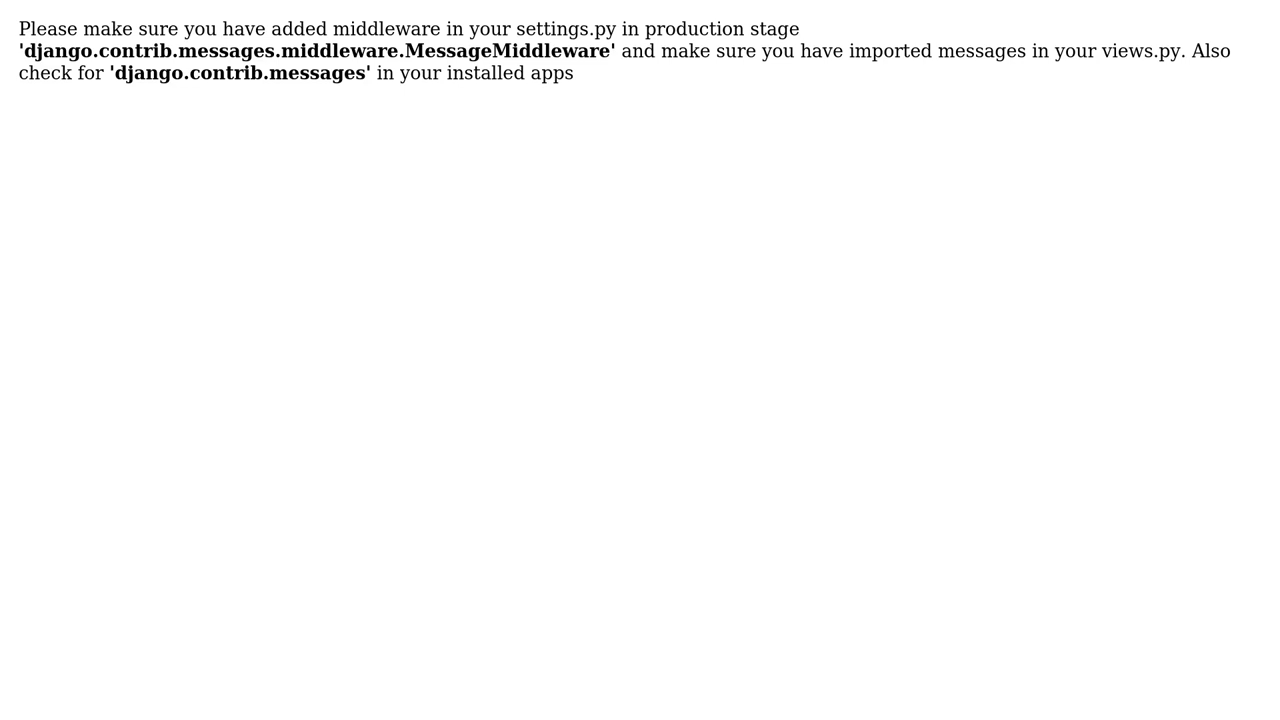 Please make sure you have added middleware in your settings.py in production stage
'django.contrib.messages.middleware.MessageMiddleware' and make sure you have imported messages in your views.py. Also
check for 'django.contrib.messages' in your installed apps